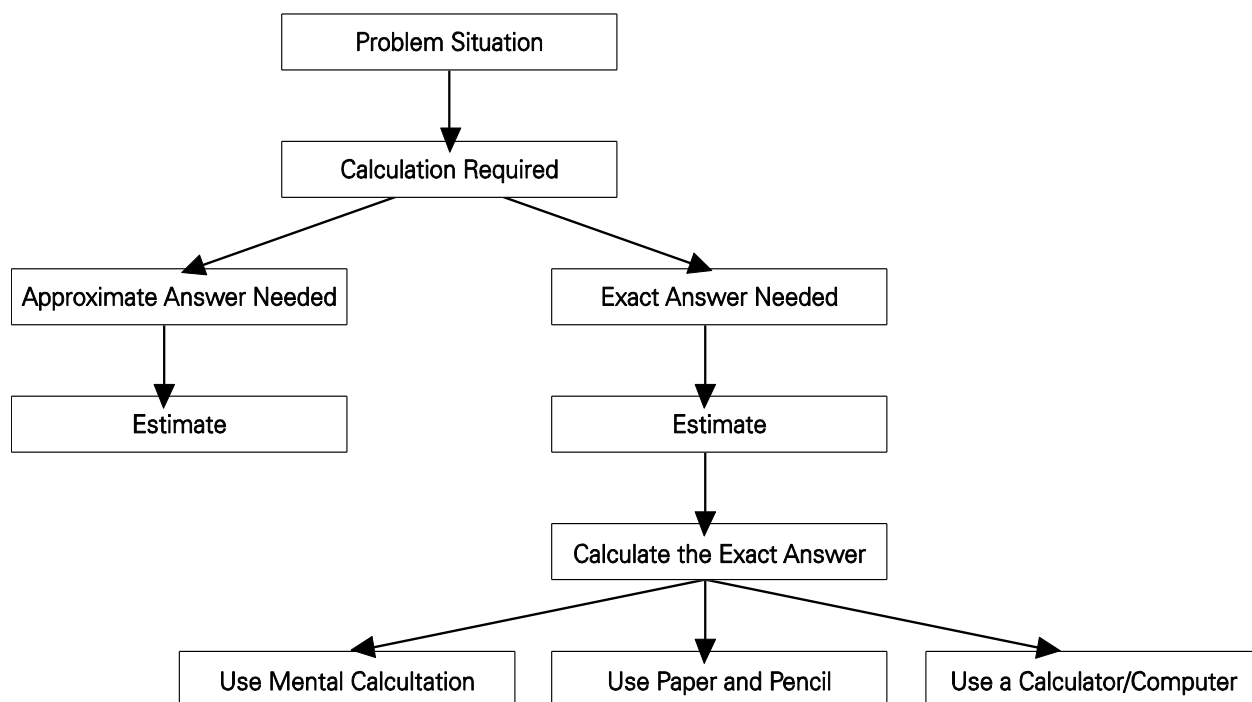 Problem Situation
Calculation Required
Approximate Answer Needed
Exact Answer Needed
Estimate
Estimate
Calculate the Exact Answer
Use Mental Calcultation
Use Paper and Pencil
Use a Calculator/Computer